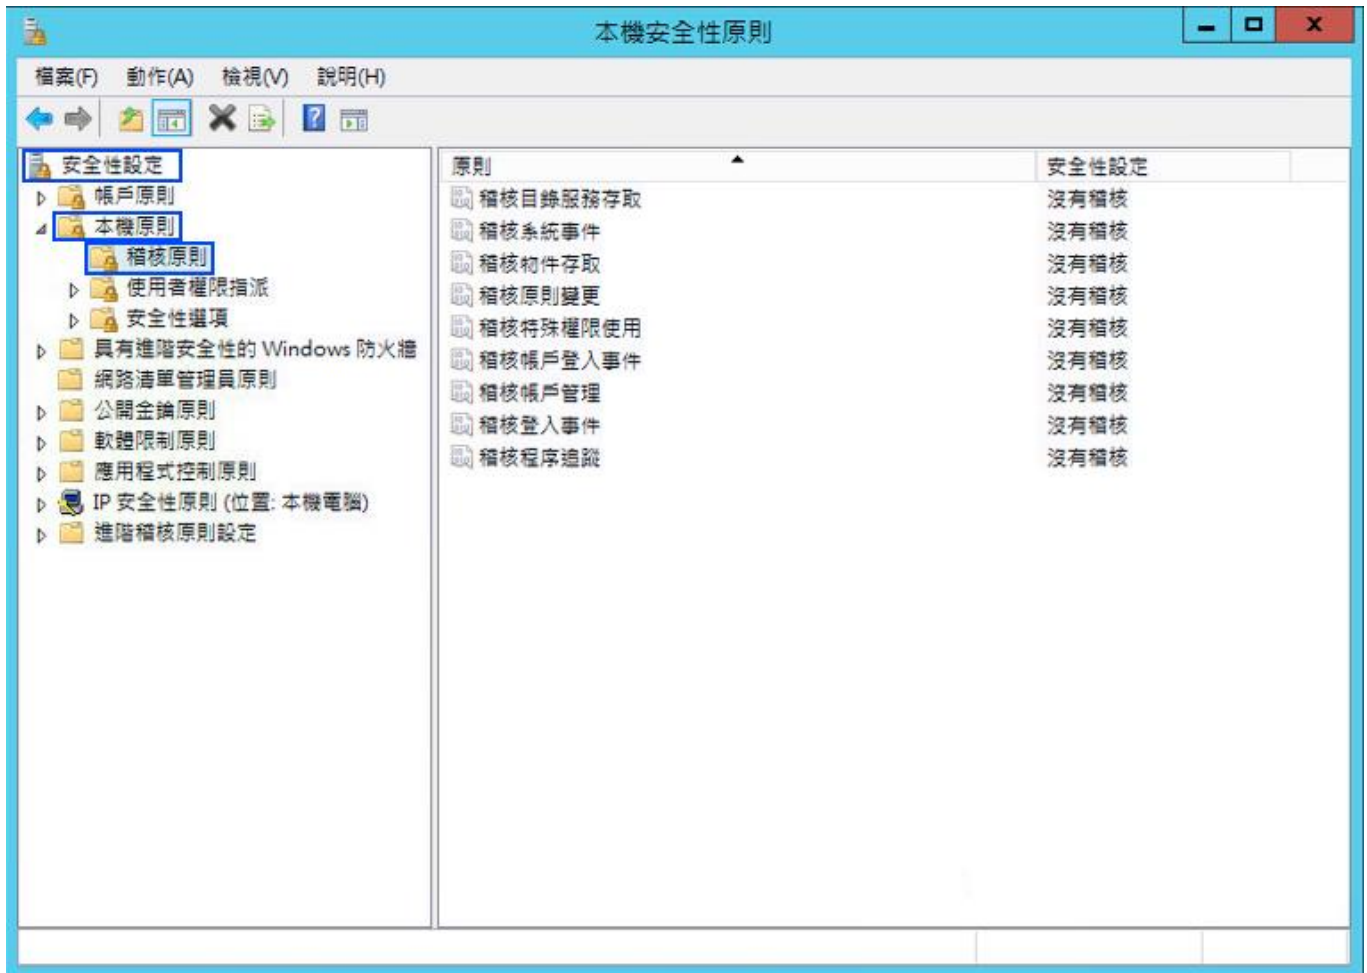 本機安全性原則
檔案(F) 動作(A) 檢視(V) 說明(H)
安全性設定
帳戶原則
本機原則
稽核原則
使用者權限指派
安全性選項
具有進階安全性的 Windows 防火牆
網路清單管理員原則
公開金鑰原則
軟體限制原則
應用程式控制原則
IP 安全性原則 (位置: 本機電腦)
進階稽核原則設定
原則 安全性設定
稽核目錄服務存取 沒有稽核
稽核系統事件 沒有稽核
稽核物件存取 沒有稽核
稽核原則變更 沒有稽核
稽核特殊權限使用 沒有稽核
稽核帳戶登入事件 沒有稽核
稽核帳戶管理 沒有稽核
稽核登入事件 沒有稽核
稽核程序追蹤 沒有稽核